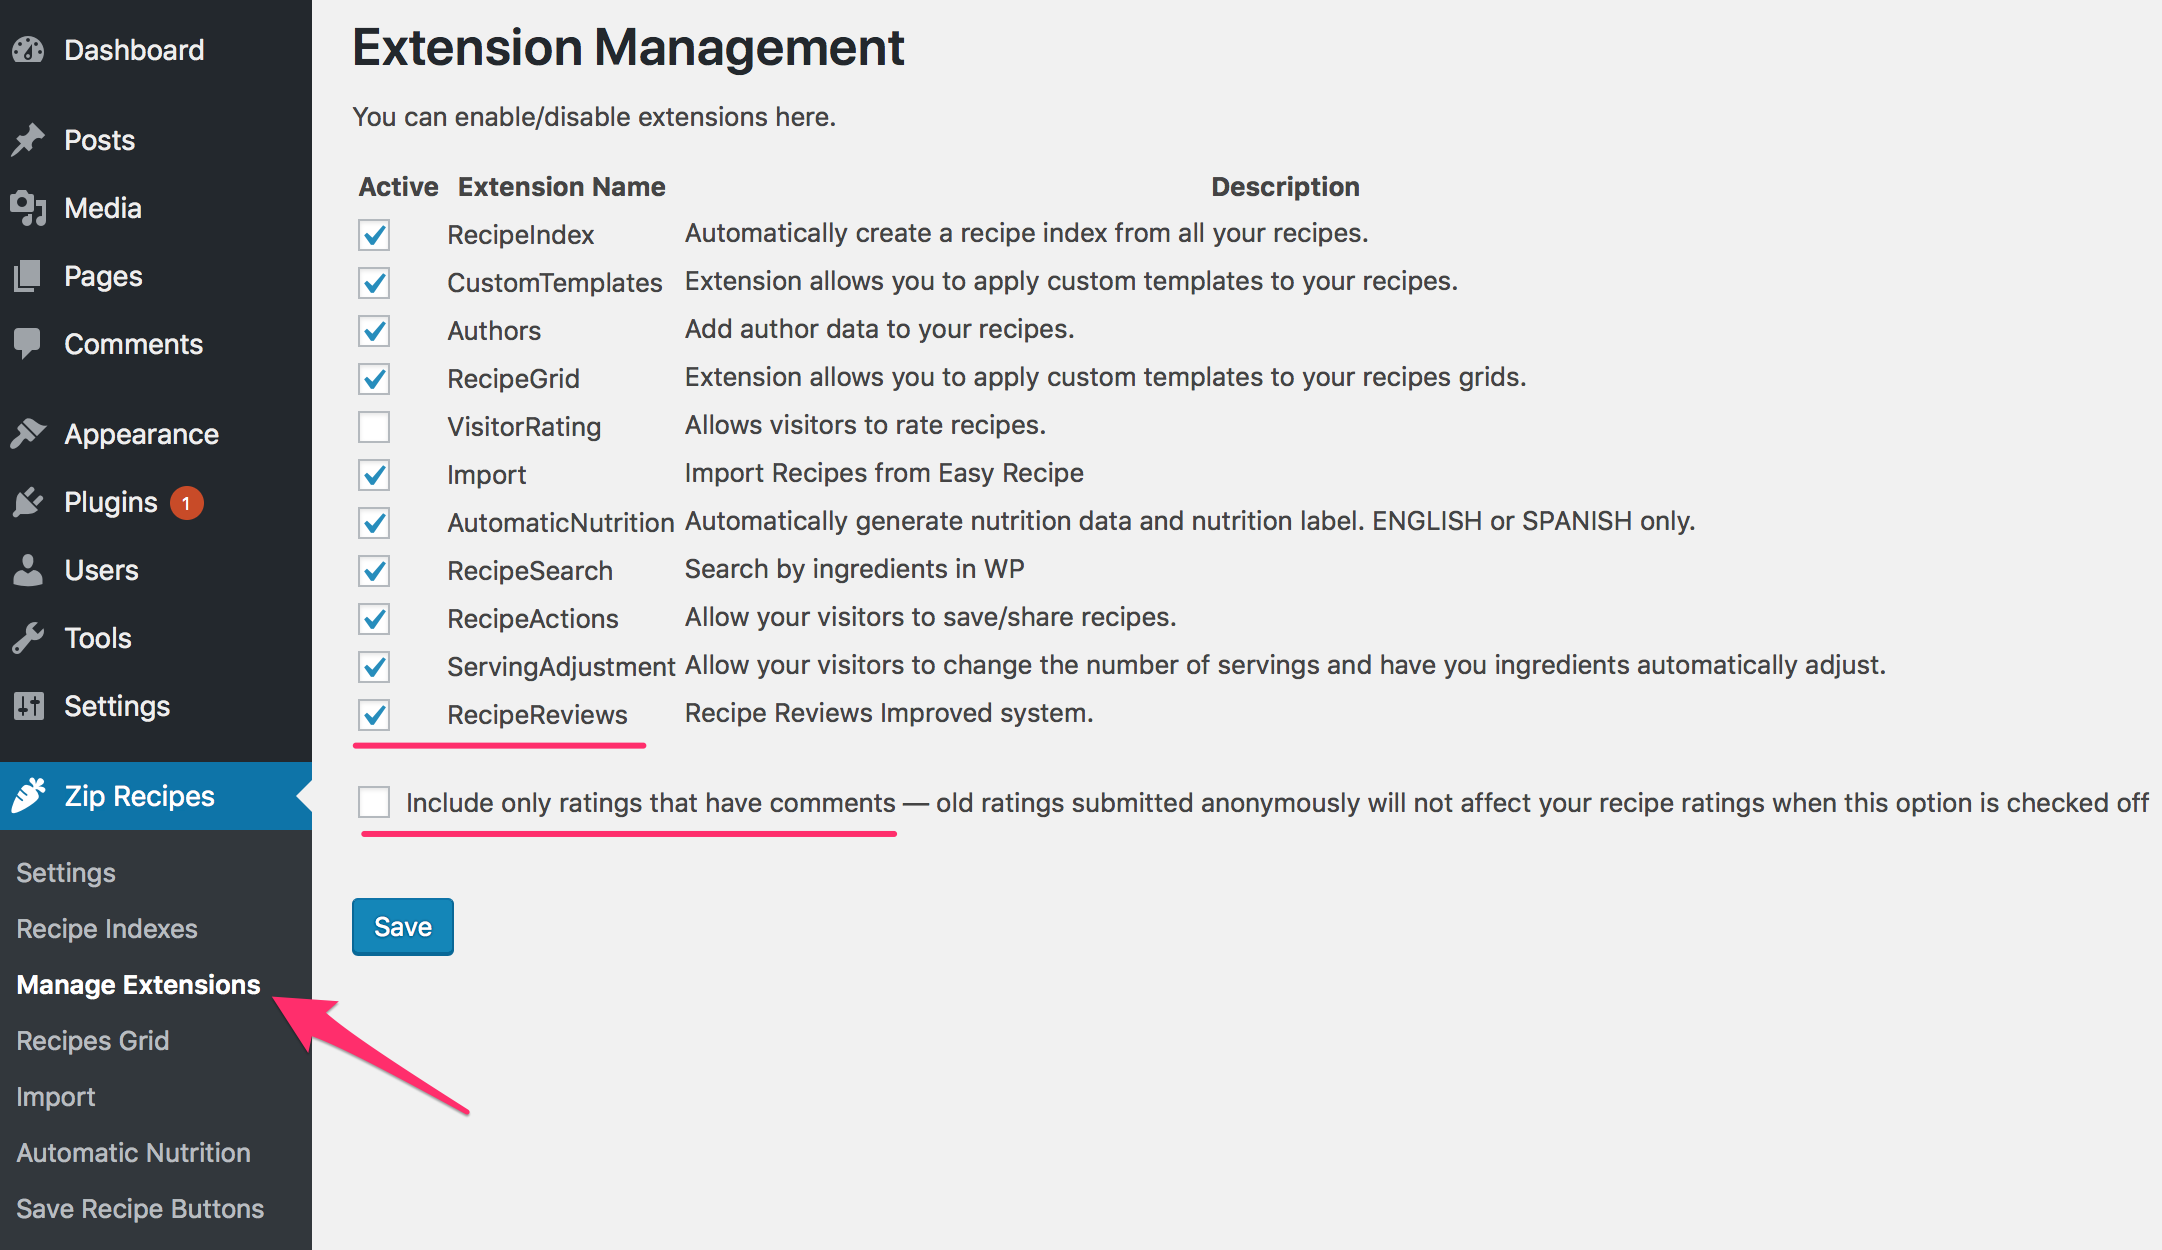 Dashboard
Posts
Media
Pages
Comments
Appearance
Plugins 1
Users
Tools
Settings
Zip Recipes
Settings
Recipe Indexes
Manage Extensions
Recipes Grid
Import
Automatic Nutrition
Save Recipe Buttons
Extension Management
You can enable/disable extensions here.
Active Extension Name Description
RecipeIndex Automatically create a recipe index from all your recipes.
CustomTemplates Extension allows you to apply custom templates to your recipes.
Authors Add author data to your recipes.
RecipeGrid Extension allows you to apply custom templates to your recipes grids.
VisitorRating Allows visitors to rate recipes.
Import Import Recipes from Easy Recipe
AutomaticNutrition Automatically generate nutrition data and nutrition label. ENGLISH or SPANISH only.
RecipeSearch Search by ingredients in WP
RecipeActions Allow your visitors to save/share recipes.
ServingAdjustment Allow your visitors to change the number of servings and have you ingredients automatically adjust.
RecipeReviews Recipe Reviews Improved system.
Include only ratings that have comments — old ratings submitted anonymously will not affect your recipe ratings when this option is checked off
Save